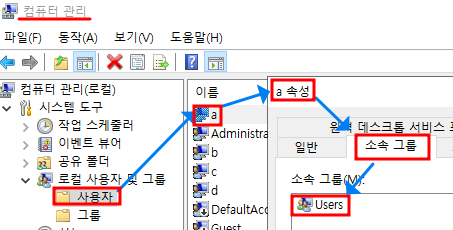 컴퓨터 관리
파일(F) 동작(A) 보기(V) 도움말(H)
컴퓨터 관리(로컬)
시스템 도구
작업 스케줄러
이벤트 뷰어
공유 폴더
로컬 사용자 및 그룹
사용자
그룹
이름
a
Administra
b
c
d
DefaultAcc
Guest
a 속성
데스크톱 서비스
일반
소속 그룹
소속 그룹(M):
Users